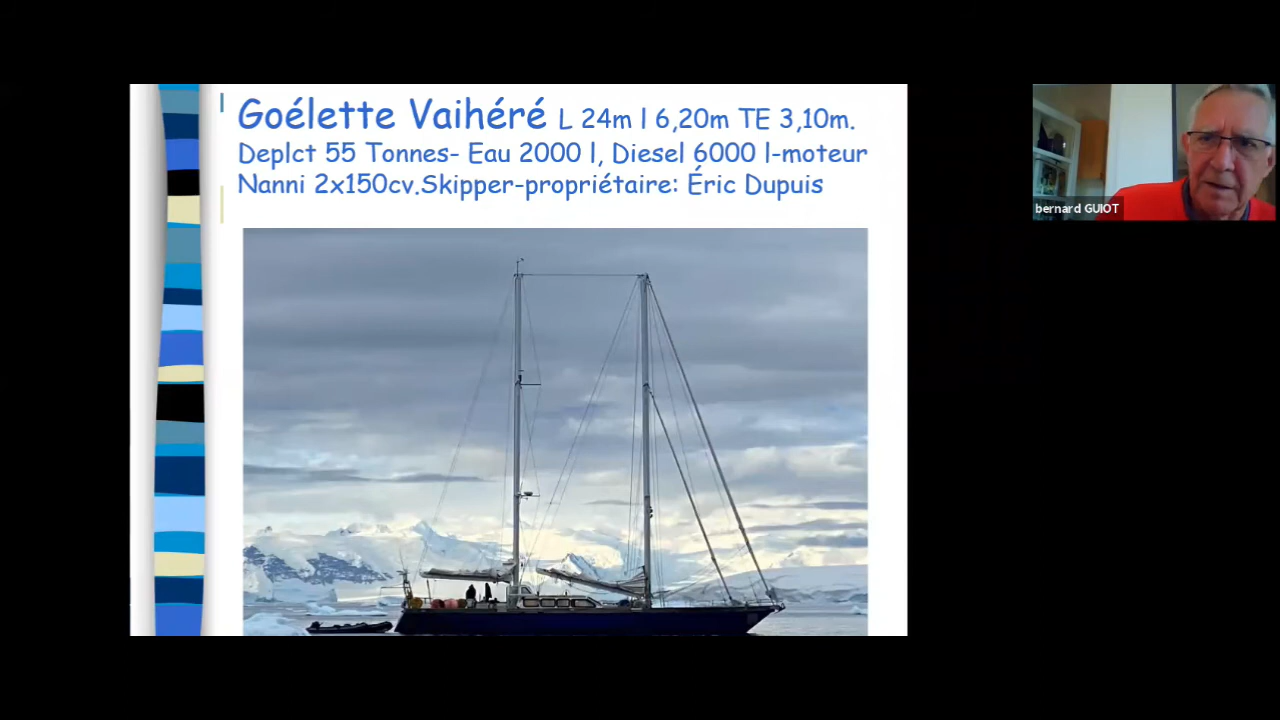 Goélette Vaihéré L 24m l 6,20m TE 3,10m.
Deplct 55 Tonnes- Eau 2000 l, Diesel 6000 l-moteur
Nanni 2x150cv.Skipper-propriétaire: Éric Dupuis
bernard GUIOT